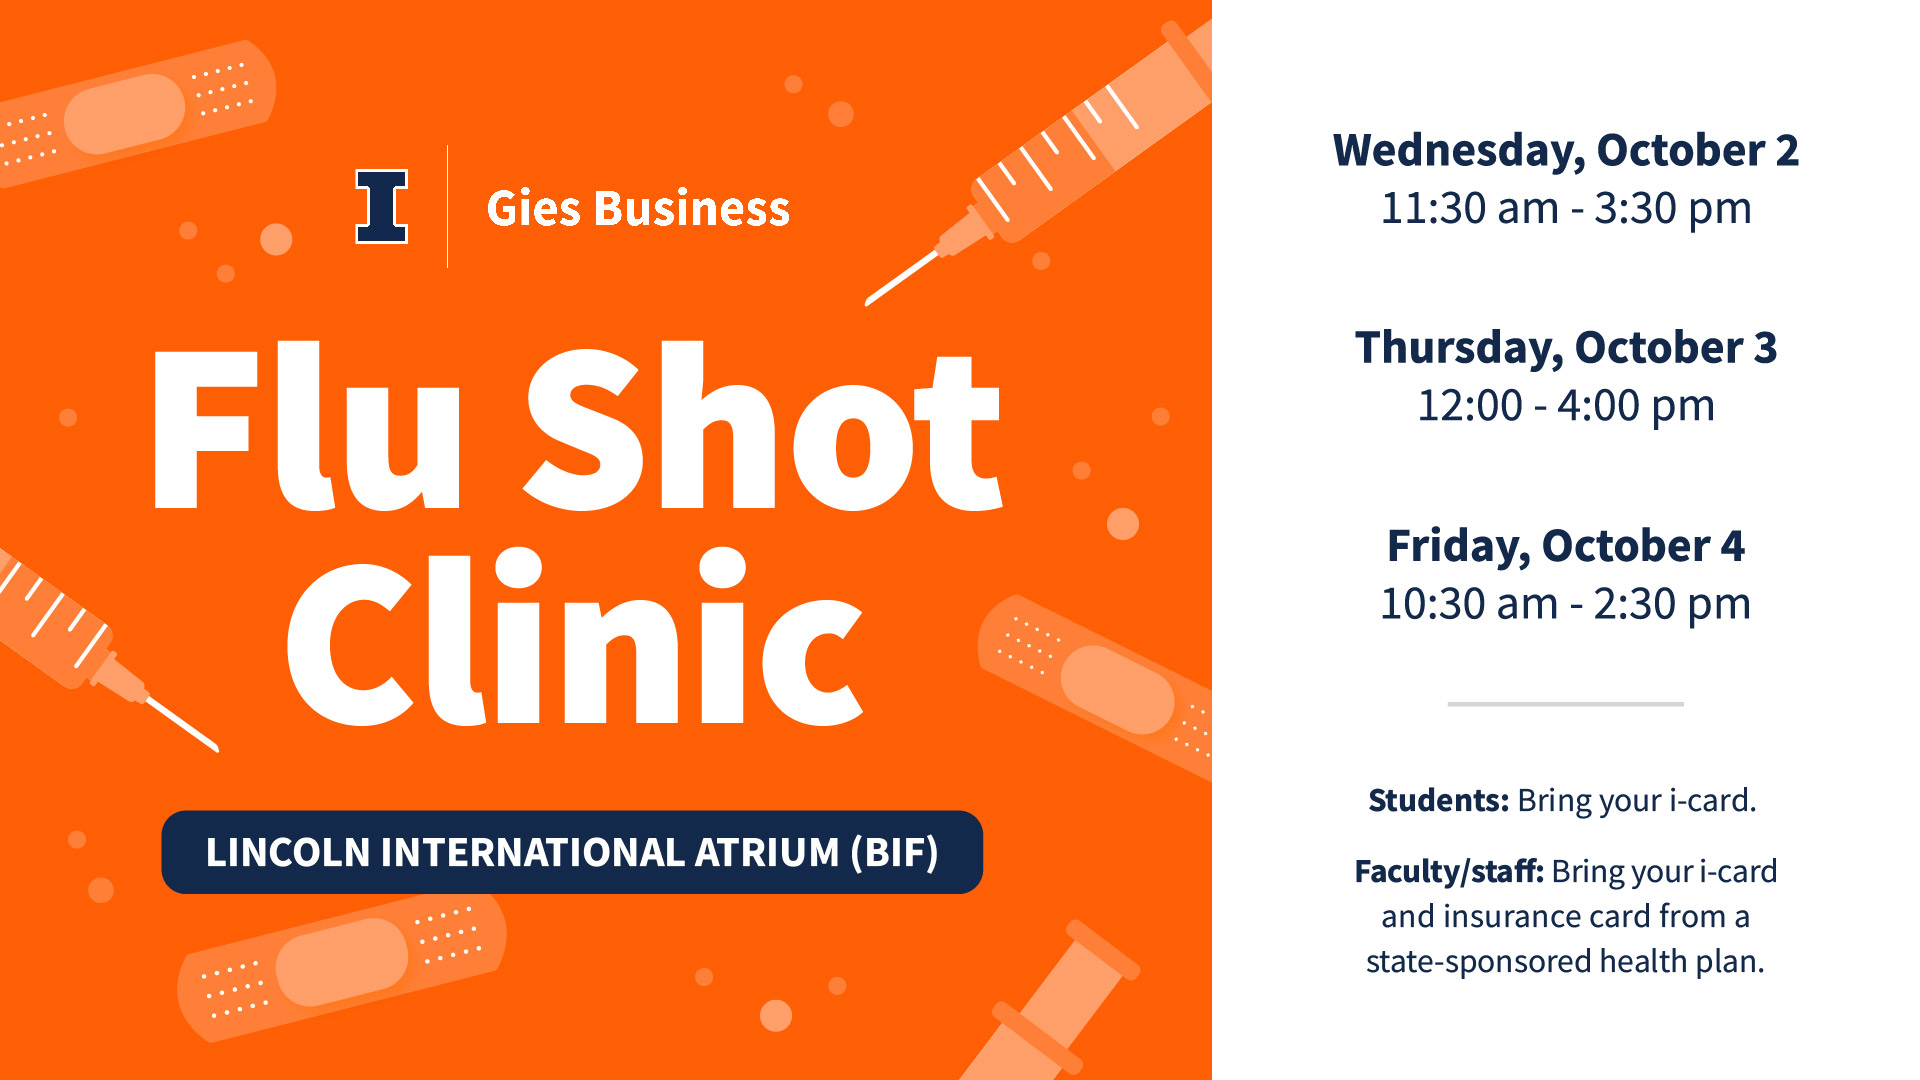 I
Gies Business
Flu Shot
Clinic
LINCOLN INTERNATIONAL ATRIUM (BIF)
Wednesday, October 2
11:30 am - 3:30 pm
Thursday, October 3
12:00 - 4:00 pm
Friday, October 4
10:30 am - 2:30 pm
Students: Bring your i-card.
Faculty/staff: Bring your i-card
and insurance card from a
state-sponsored health plan.